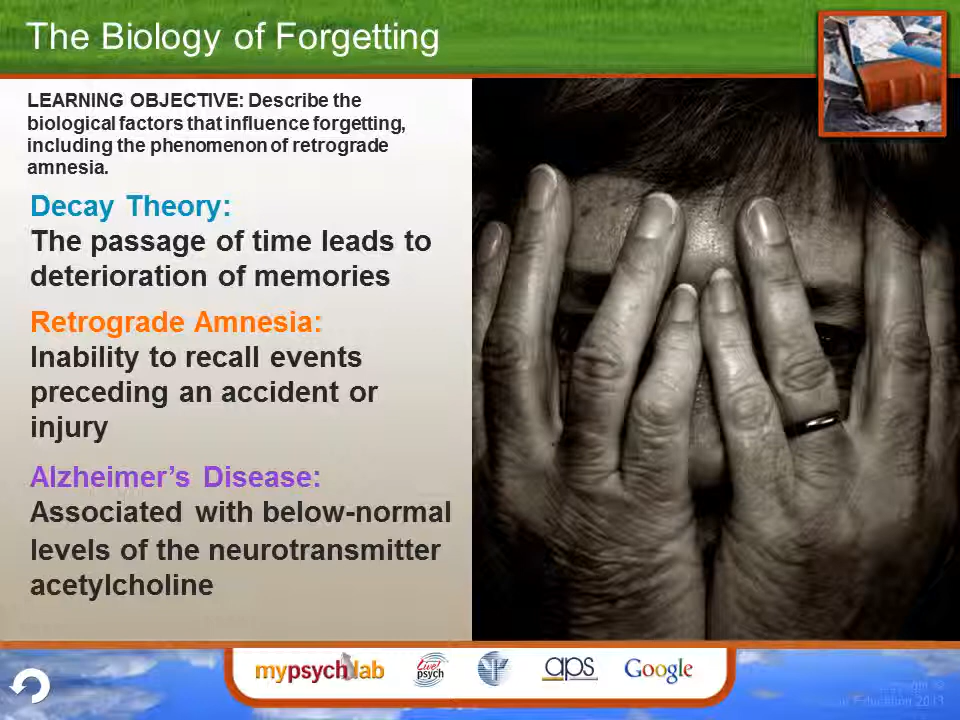 The Biology of Forgetting
LEARNING OBJECTIVE: Describe the
biological factors that influence forgetting,
including the phenomenon of retrograde
amnesia.
Decay Theory:
The passage of time leads to
deterioration of memories
Retrograde Amnesia:
Inability to recall events
preceding an accident or
injury
Alzheimer’s Disease:
Associated with below-normal
levels of the neurotransmitter
acetylcholine
mypsychlab
Live!
psych
aps
Google
Education 2013